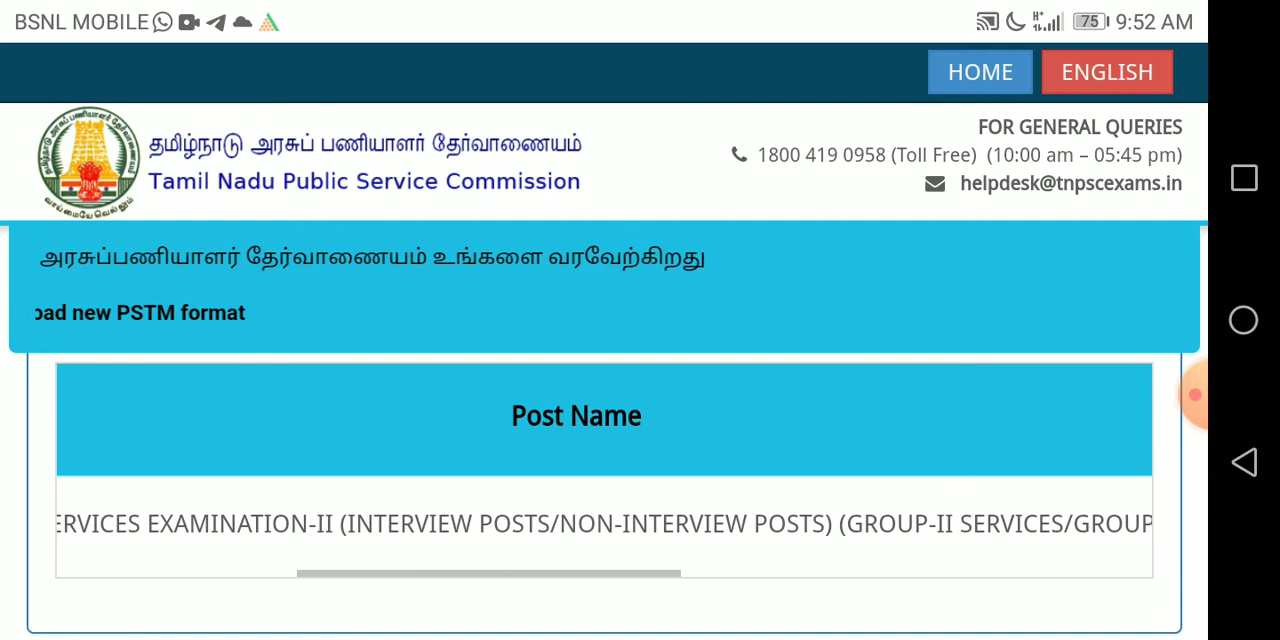 BSNL MOBILE 75 9:52 AM
HOME ENGLISH
தமிழ்நாடு அரசுப் பணியாளர் தேர்வாணையம்
Tamil Nadu Public Service Commission
FOR GENERAL QUERIES
1800 419 0958 (Toll Free) (10:00 am – 05:45 pm)
helpdesk@tnpscexams.in
வாய்மையே வெல்லும்
அரசுப்பணியாளர் தேர்வாணையம் உங்களை வரவேற்கிறது
oad new PSTM format
Post Name
ERVICES EXAMINATION-II (INTERVIEW POSTS/NON-INTERVIEW POSTS) (GROUP-II SERVICES/GROUP